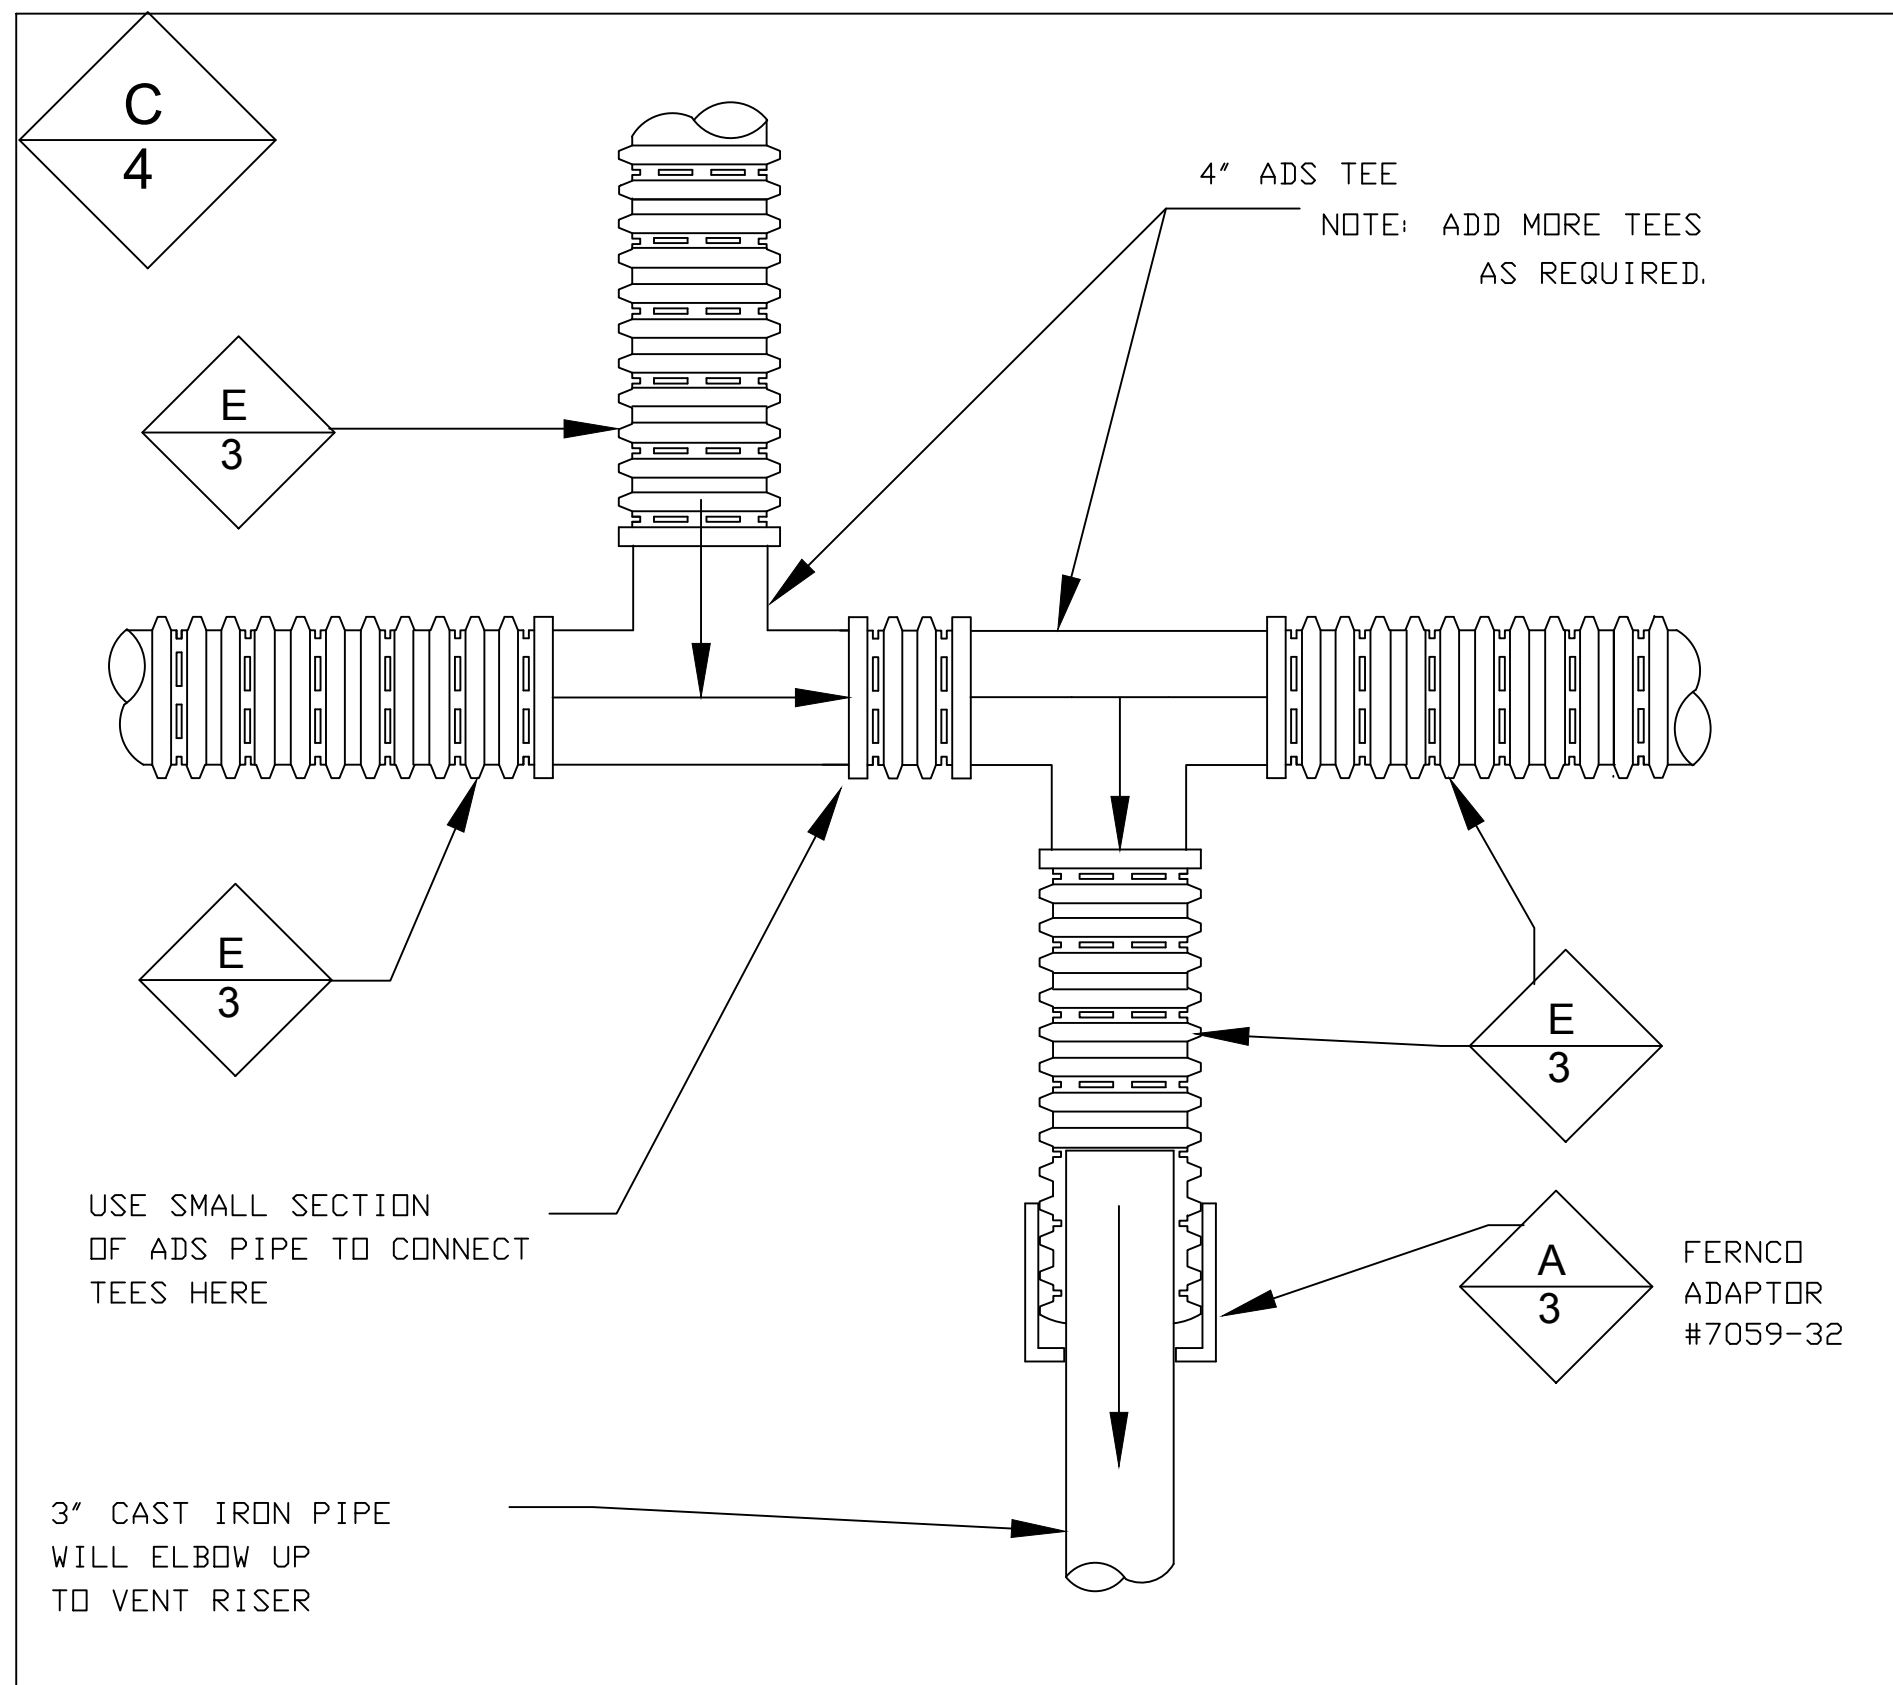 C
4
4" ADS TEE
NOTE: ADD MORE TEES
AS REQUIRED.
E
3
E
3
E
3
USE SMALL SECTION
OF ADS PIPE TO CONNECT
TEES HERE
A
3
FERNCO
ADAPTOR
#7059-32
3" CAST IRON PIPE
WILL ELBOW UP
TO VENT RISER